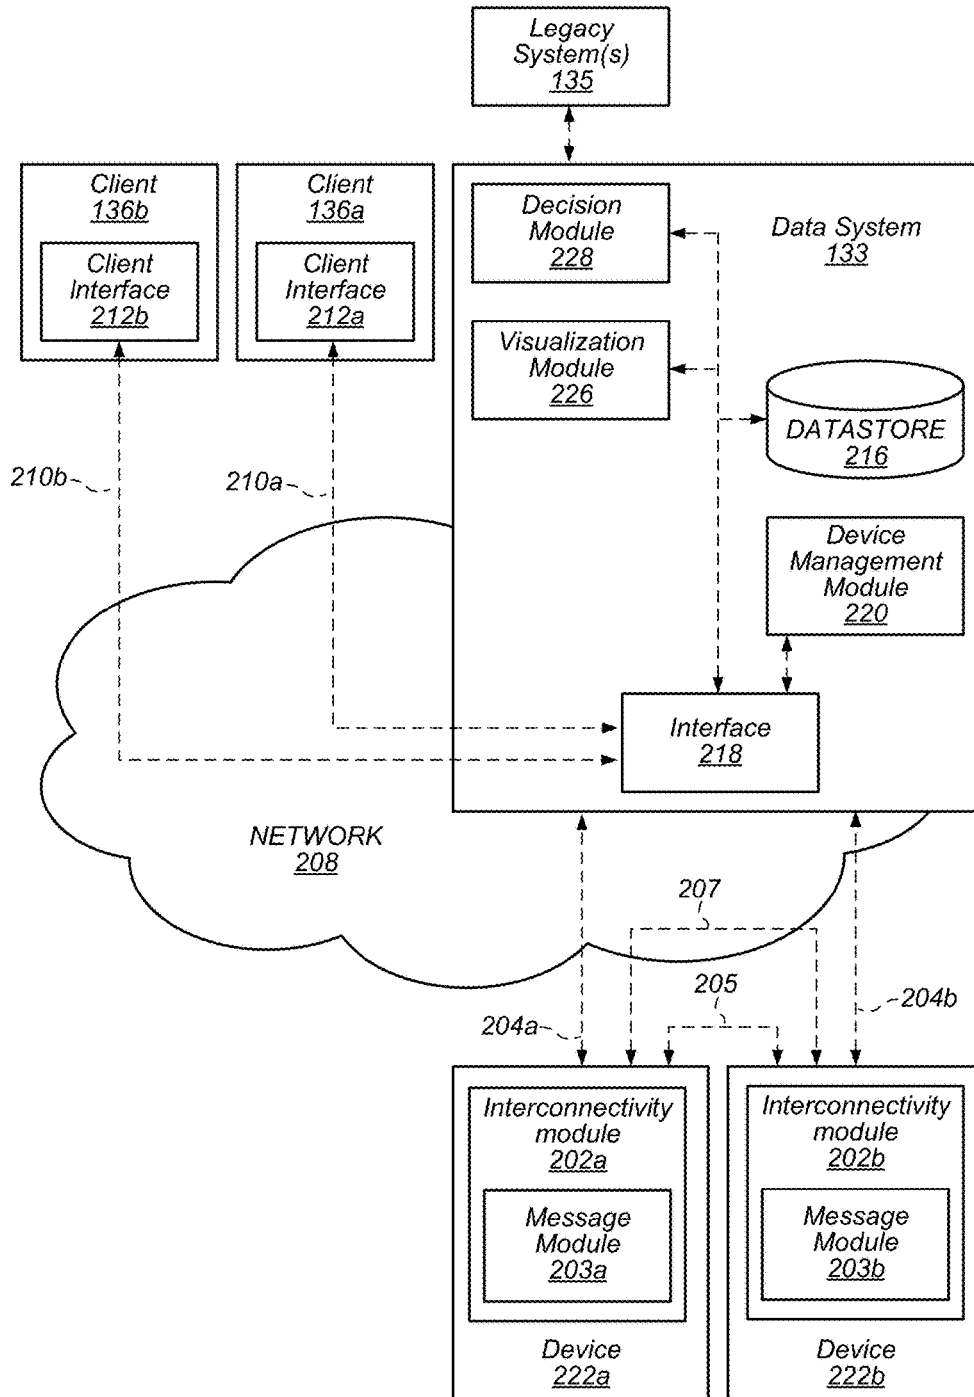 Legacy
System(s)
135
Client
136b
Client
Interface
212b
Client
136a
Client
Interface
212a
Decision
Module
228
Data System
133
Visualization
Module
226
DATASTORE
216
210b
210a
Device
Management
Module
220
Interface
218
NETWORK
208
207
205
204a
204b
Interconnectivity
module
202a
Message
Module
203a
Device
222a
Interconnectivity
module
202b
Message
Module
203b
Device
222b